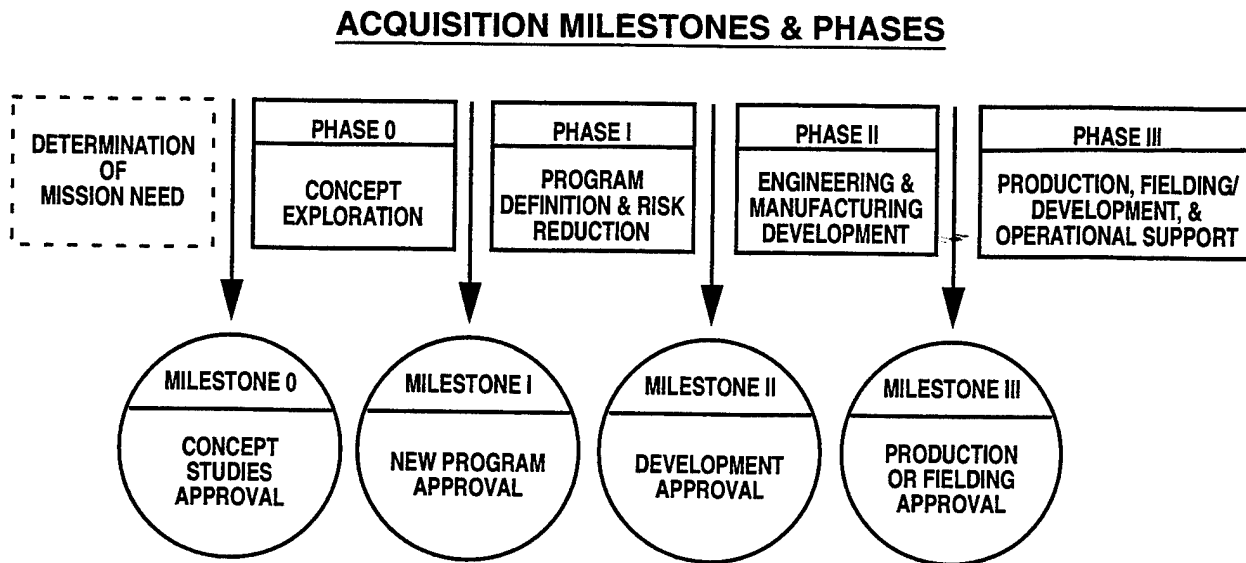 ACQUISITION MILESTONES & PHASES
DETERMINATION
OF
MISSION NEED
PHASE 0
CONCEPT
EXPLORATION
PHASE I
PROGRAM
DEFINITION & RISK
REDUCTION
PHASE II
ENGINEERING &
MANUFACTURING
DEVELOPMENT
PHASE III
PRODUCTION, FIELDING/
DEVELOPMENT, &
OPERATIONAL SUPPORT
MILESTONE 0
CONCEPT
STUDIES
APPROVAL
MILESTONE I
NEW PROGRAM
APPROVAL
MILESTONE II
DEVELOPMENT
APPROVAL
MILESTONE III
PRODUCTION
OR FIELDING
APPROVAL